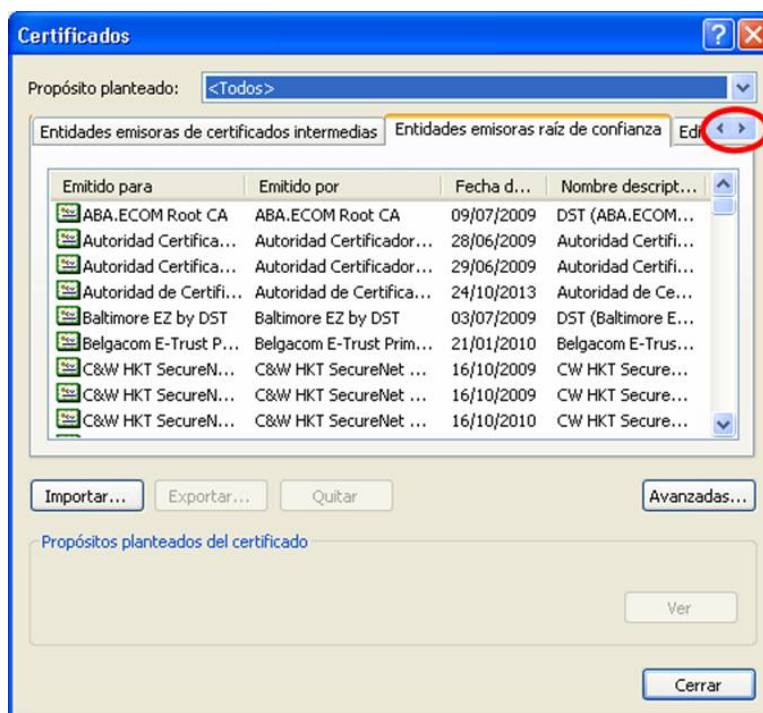 Certificados
Propósito planteado: <Todos>
Entidades emisoras de certificados intermedias Entidades emisoras raíz de confianza Edi
Emitido para Emitido por Fecha d... Nombre descript...
ABA.ECOM Root CA ABA.ECOM Root CA 09/07/2009 DST (ABA.ECOM...
Autoridad Certifica... Autoridad Certificador... 28/06/2009 Autoridad Certifi...
Autoridad Certifica... Autoridad Certificador... 29/06/2009 Autoridad Certifi...
Autoridad de Certifi... Autoridad de Certifica... 24/10/2013 Autoridad de Ce...
Baltimore EZ by DST Baltimore EZ by DST 03/07/2009 DST (Baltimore E...
Belgacom E-Trust P... Belgacom E-Trust Prim... 21/01/2010 Belgacom E-Trus...
C&W HKT SecureN... C&W HKT SecureNet ... 16/10/2009 CW HKT Secure...
C&W HKT SecureN... C&W HKT SecureNet ... 16/10/2009 CW HKT Secure...
C&W HKT SecureN... C&W HKT SecureNet ... 16/10/2010 CW HKT Secure...
Importar... Exportar... Quitar Avanzadas...
Propósitos planteados del certificado
Ver
Cerrar